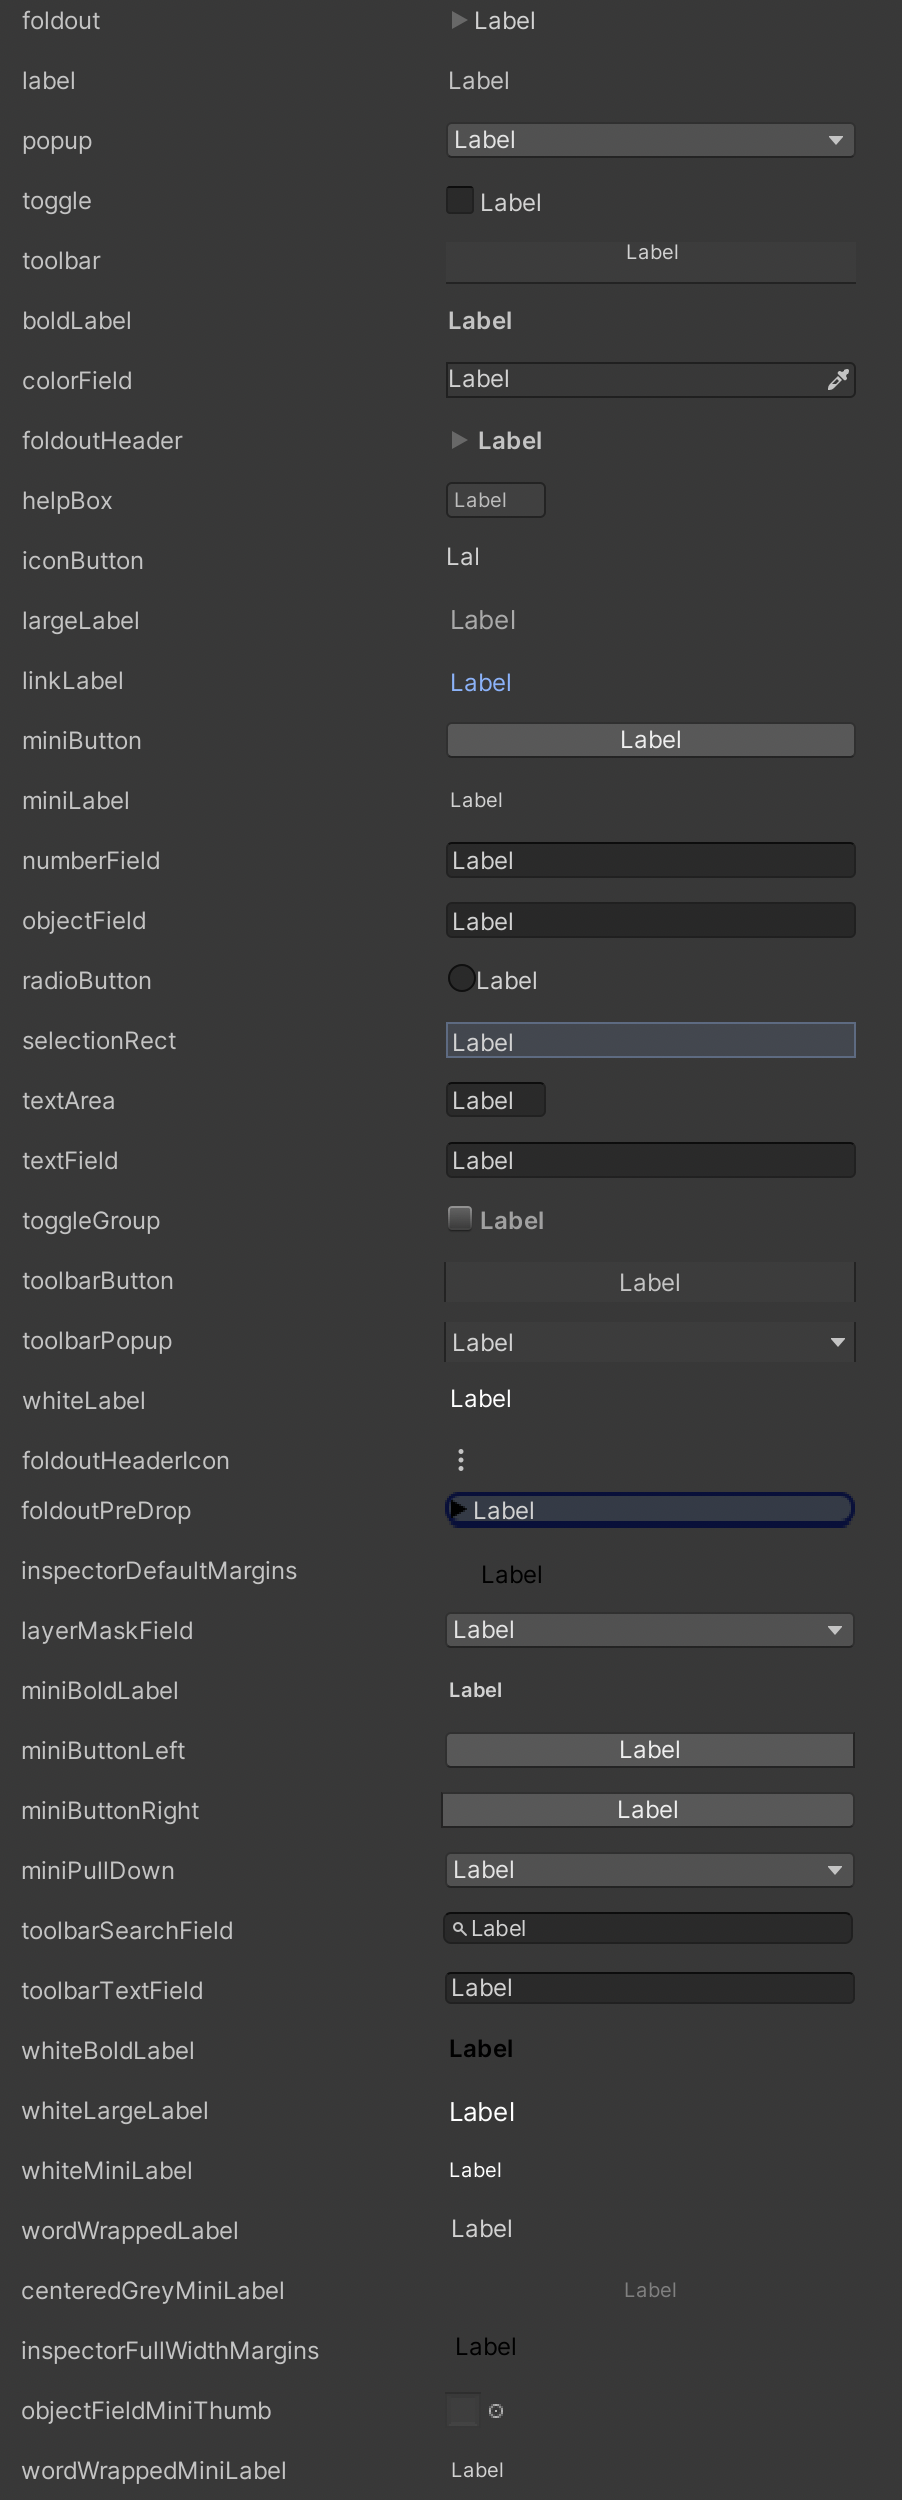 foldout Label
label Label
popup Label
toggle Label
toolbar Label
boldLabel Label
colorField Label
foldoutHeader Label
helpBox Label
iconButton Lal
largeLabel Label
linkLabel Label
miniButton Label
miniLabel Label
numberField Label
objectField Label
radioButton Label
selectionRect Label
textArea Label
textField Label
toggleGroup Label
toolbarButton Label
toolbarPopup Label
whiteLabel Label
foldoutHeaderIcon
foldoutPreDrop Label
inspectorDefaultMargins Label
layerMaskField Label
miniBoldLabel Label
miniButtonLeft Label
miniButtonRight Label
miniPullDown Label
toolbarSearchField Label
toolbarTextField Label
whiteBoldLabel Label
whiteLargeLabel Label
whiteMiniLabel Label
wordWrappedLabel Label
centeredGreyMiniLabel Label
inspectorFullWidthMargins Label
objectFieldMiniThumb
wordWrappedMiniLabel Label